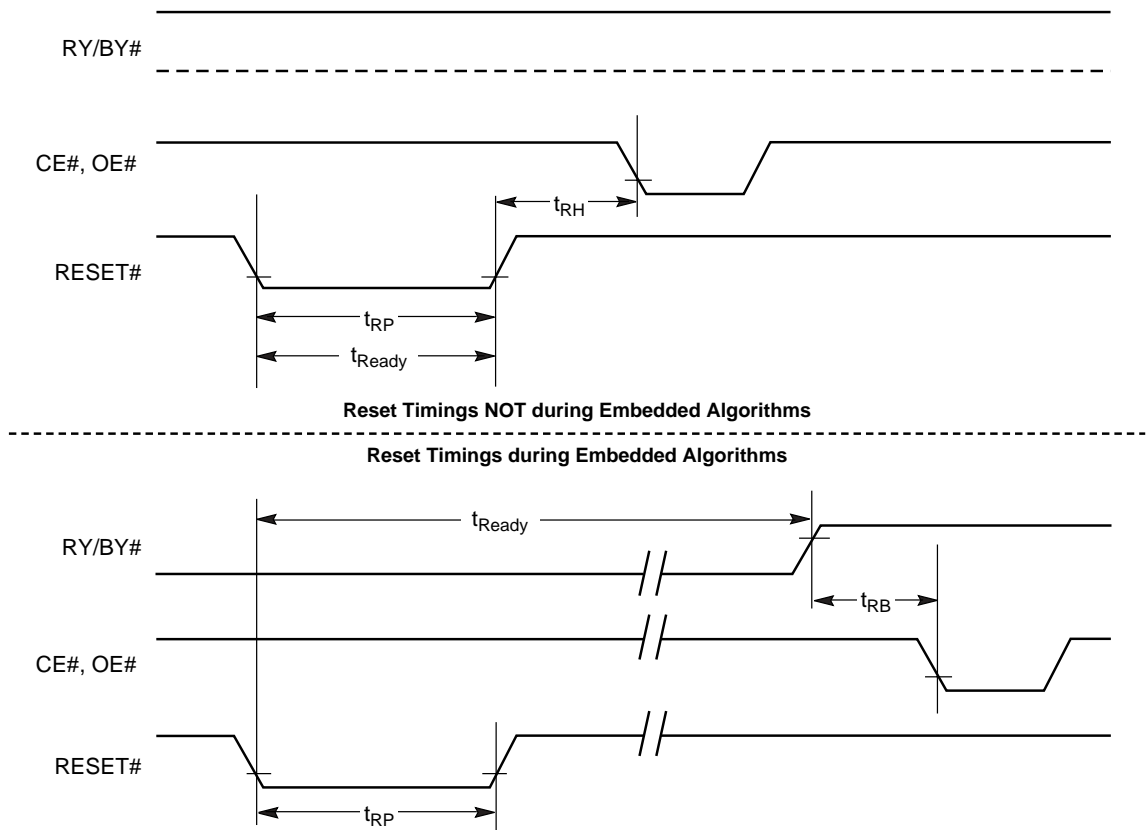 RY/BY#
CE#, OE#
tRH
RESET#
tRP
tReady
Reset Timings NOT during Embedded Algorithms
Reset Timings during Embedded Algorithms
tReady
RY/BY#
tRB
CE#, OE#
RESET#
tRP